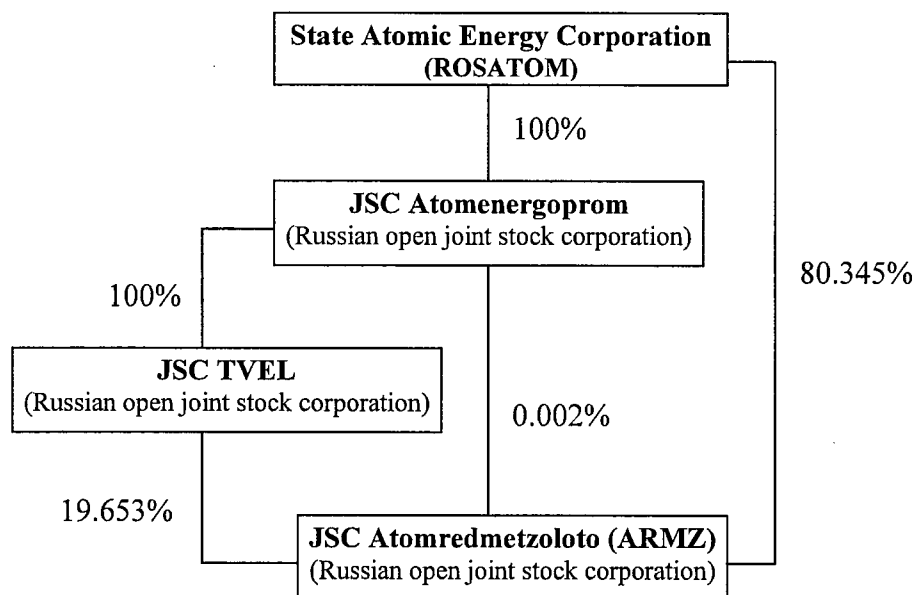 State Atomic Energy Corporation
(ROSATOM)
100%
JSC Atomenergoprom
(Russian open joint stock corporation)
80.345%
100%
JSC TVEL
(Russian open joint stock corporation)
0.002%
19.653%
JSC Atomredmetzoloto (ARMZ)
(Russian open joint stock corporation)